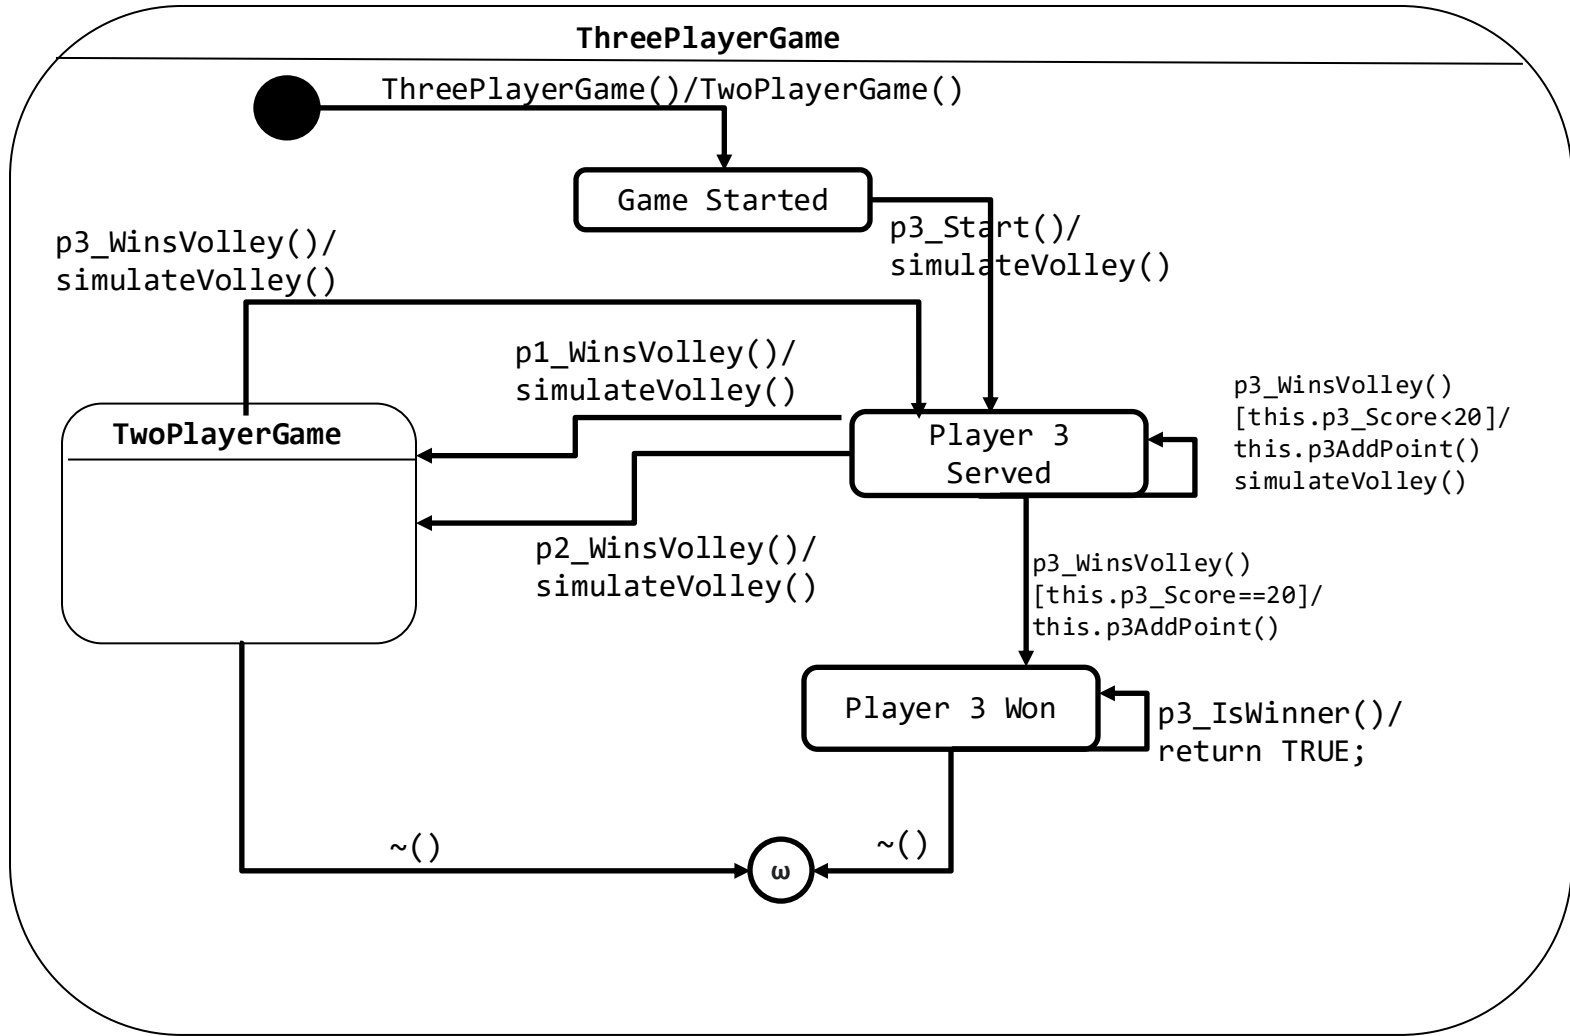 ThreePlayerGame
ThreePlayerGame()/TwoPlayerGame()
Game Started
p3_Start()/
simulateVolley()
p3_WinsVolley()/
simulateVolley()
p1_WinsVolley()/
simulateVolley()
TwoPlayerGame
Player 3
Served
p3_WinsVolley()
[this.p3_Score<20]/
this.p3AddPoint()
simulateVolley()
p2_WinsVolley()/
simulateVolley()
p3_WinsVolley()
[this.p3_Score==20]/
this.p3AddPoint()
Player 3 Won
p3_IsWinner()/
return TRUE;
~()
~()
ω